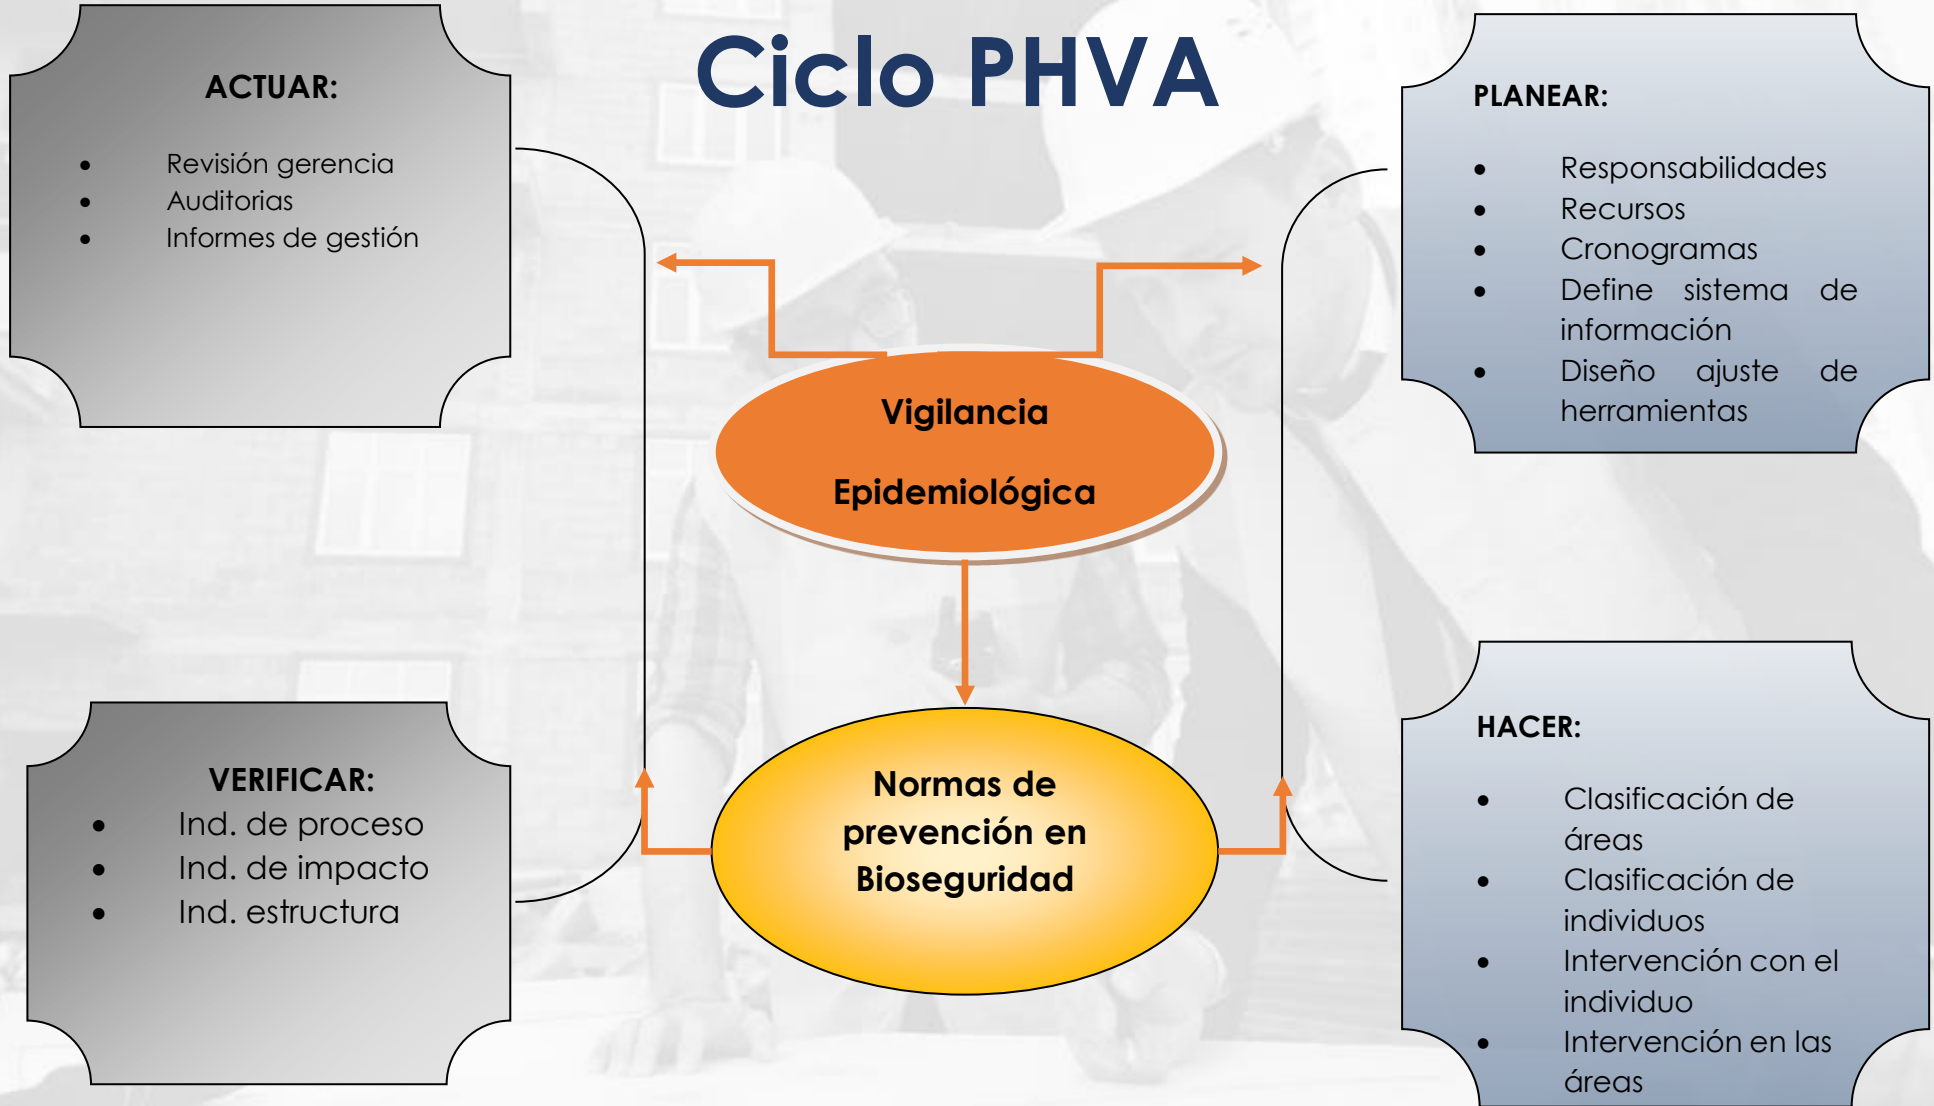 Ciclo PHVA
ACTUAR:
• Revisión gerencia
• Auditorias
• Informes de gestión
PLANEAR:
• Responsabilidades
• Recursos
• Cronogramas
• Define sistema de
información
• Diseño ajuste de
herramientas
Vigilancia
Epidemiológica
VERIFICAR:
• Ind. de proceso
• Ind. de impacto
• Ind. estructura
Normas de
prevención en
Bioseguridad
HACER:
• Clasificación de
áreas
• Clasificación de
individuos
• Intervención con el
individuo
• Intervención en las
áreas